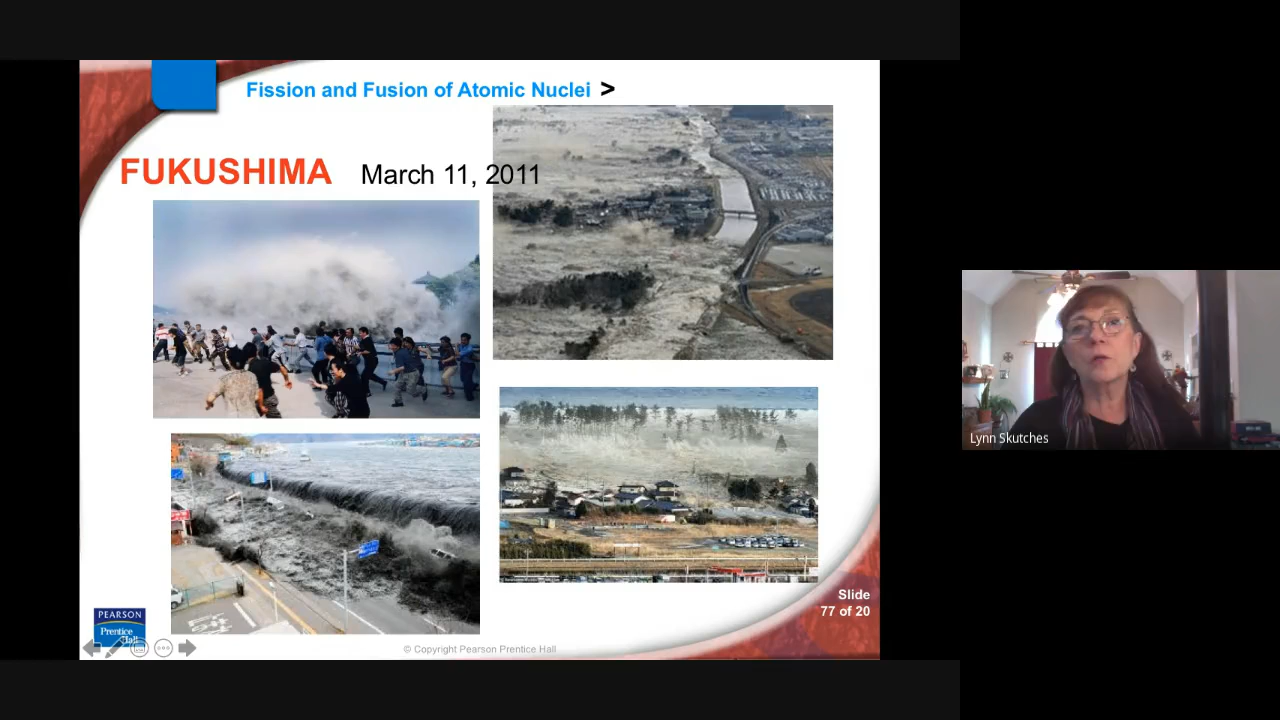 Fission and Fusion of Atomic Nuclei >
FUKUSHIMA March 11, 2011
Lynn Skutches
Slide
77 of 20
PEARSON
Prentice
Hall
© Copyright Pearson Prentice Hall